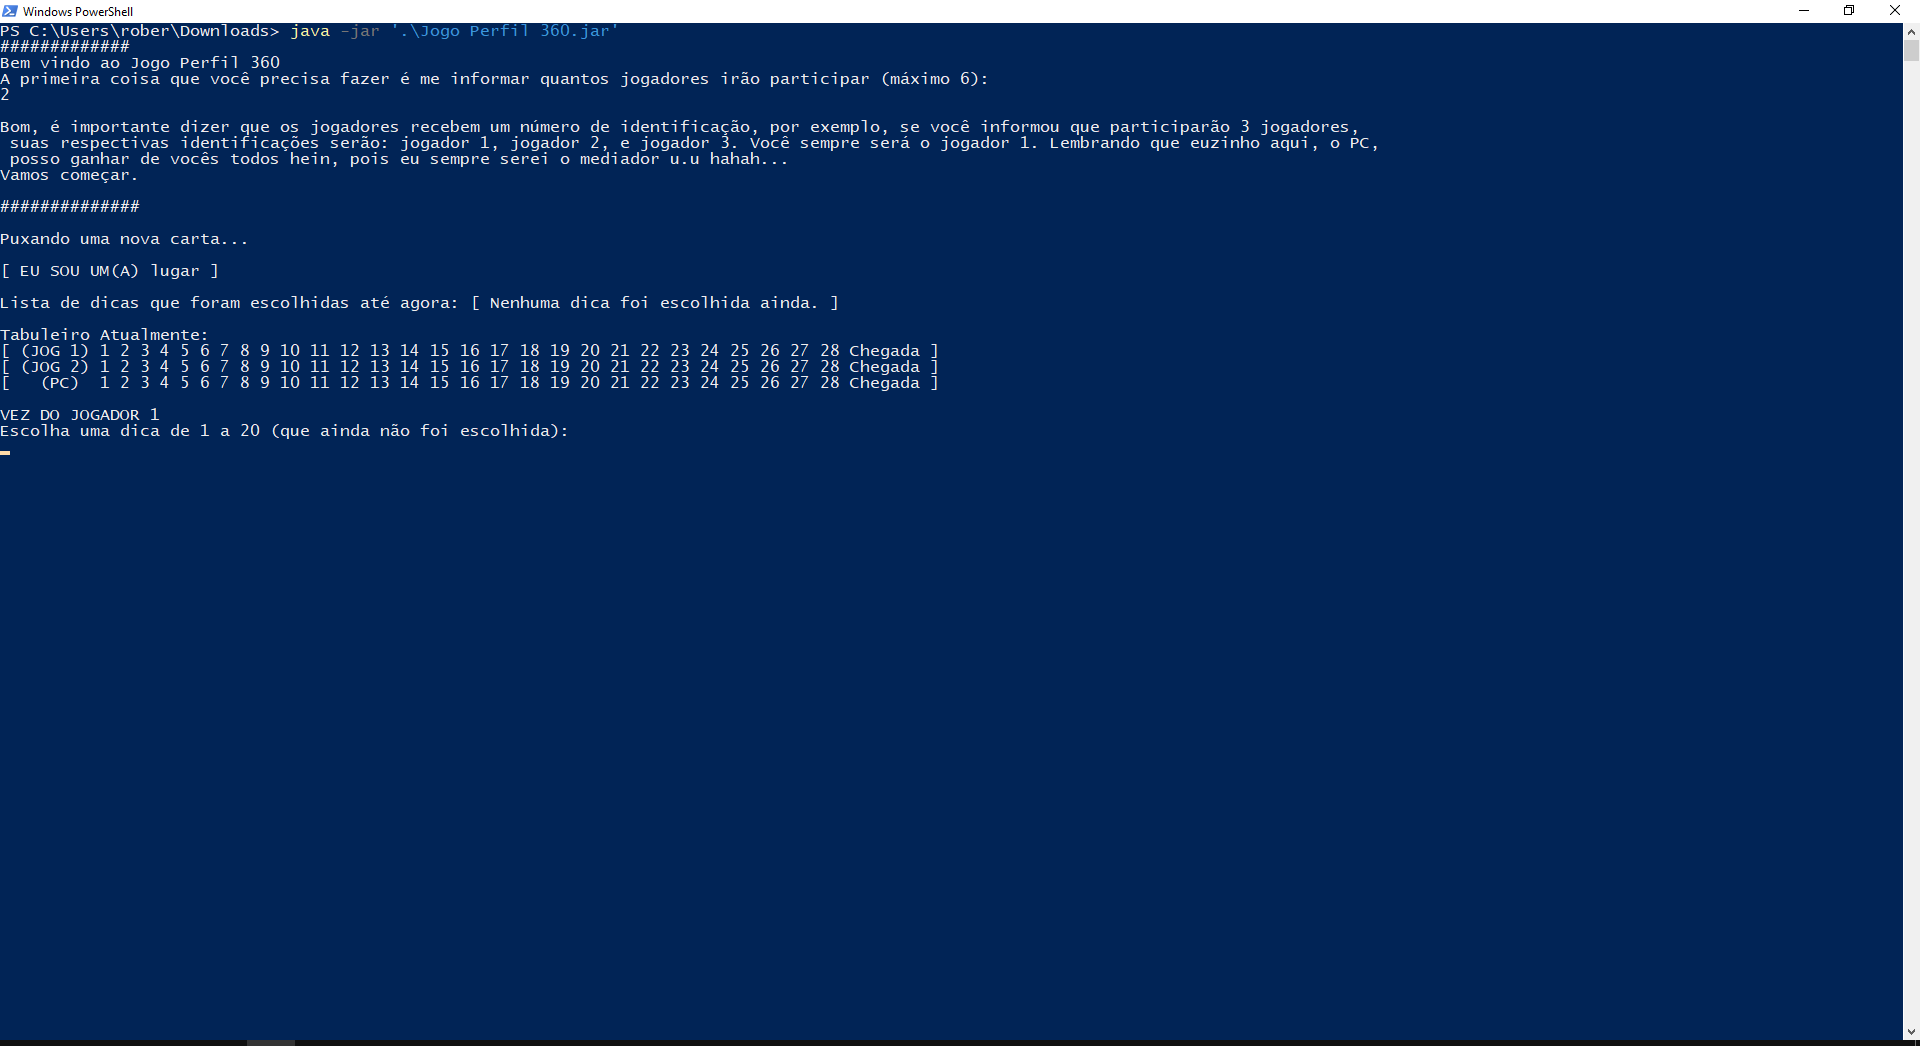 Windows PowerShell
PS C:\Users\rober\Downloads> java -jar '.\Jogo Perfil 360.jar'
#############
Bem vindo ao Jogo Perfil 360
A primeira coisa que você precisa fazer é me informar quantos jogadores irão participar (máximo 6):
2
Bom, é importante dizer que os jogadores recebem um número de identificação, por exemplo, se você informou que participarão 3 jogadores,
 suas respectivas identificações serão: jogador 1, jogador 2, e jogador 3. Você sempre será o jogador 1. Lembrando que euzinho aqui, o PC,
 posso ganhar de vocês todos hein, pois eu sempre serei o mediador u.u hahah...
Vamos começar.
##############
Puxando uma nova carta...
[ EU SOU UM(A) lugar ]
Lista de dicas que foram escolhidas até agora: [ Nenhuma dica foi escolhida ainda. ]
Tabuleiro Atualmente:
[ (JOG 1) 1 2 3 4 5 6 7 8 9 10 11 12 13 14 15 16 17 18 19 20 21 22 23 24 25 26 27 28 Chegada ]
[ (JOG 2) 1 2 3 4 5 6 7 8 9 10 11 12 13 14 15 16 17 18 19 20 21 22 23 24 25 26 27 28 Chegada ]
[   (PC)  1 2 3 4 5 6 7 8 9 10 11 12 13 14 15 16 17 18 19 20 21 22 23 24 25 26 27 28 Chegada ]
VEZ DO JOGADOR 1
Escolha uma dica de 1 a 20 (que ainda não foi escolhida):